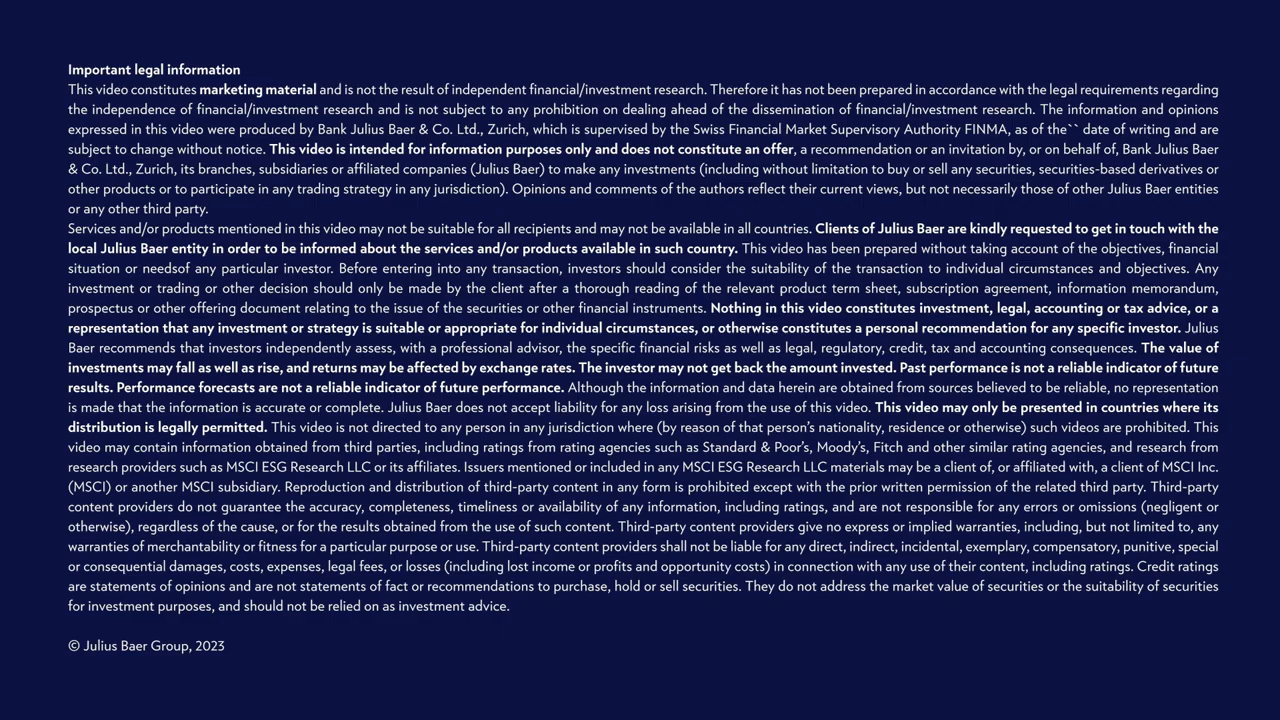 Important legal information
This video constitutes marketing material and is not the result of independent financial/investment research. Therefore it has not been prepared in accordance with the legal requirements regarding
the independence of financial/investment research and is not subject to any prohibition on dealing ahead of the dissemination of financial/investment research. The information and opinions
expressed in this video were produced by Bank Julius Baer & Co. Ltd., Zurich, which is supervised by the Swiss Financial Market Supervisory Authority FINMA, as of the`` date of writing and are
subject to change without notice. This video is intended for information purposes only and does not constitute an offer, a recommendation or an invitation by, or on behalf of, Bank Julius Baer
& Co. Ltd., Zurich, its branches, subsidiaries or affiliated companies (Julius Baer) to make any investments (including without limitation to buy or sell any securities, securities-based derivatives or
other products or to participate in any trading strategy in any jurisdiction). Opinions and comments of the authors reflect their current views, but not necessarily those of other Julius Baer entities
or any other third party.
Services and/or products mentioned in this video may not be suitable for all recipients and may not be available in all countries. Clients of Julius Baer are kindly requested to get in touch with the
local Julius Baer entity in order to be informed about the services and/or products available in such country. This video has been prepared without taking account of the objectives, financial
situation or needsof any particular investor. Before entering into any transaction, investors should consider the suitability of the transaction to individual circumstances and objectives. Any
investment or trading or other decision should only be made by the client after a thorough reading of the relevant product term sheet, subscription agreement, information memorandum,
prospectus or other offering document relating to the issue of the securities or other financial instruments. Nothing in this video constitutes investment, legal, accounting or tax advice, or a
representation that any investment or strategy is suitable or appropriate for individual circumstances, or otherwise constitutes a personal recommendation for any specific investor. Julius
Baer recommends that investors independently assess, with a professional advisor, the specific financial risks as well as legal, regulatory, credit, tax and accounting consequences. The value of
investments may fall as well as rise, and returns may be affected by exchange rates. The investor may not get back the amount invested. Past performance is not a reliable indicator of future
results. Performance forecasts are not a reliable indicator of future performance. Although the information and data herein are obtained from sources believed to be reliable, no representation
is made that the information is accurate or complete. Julius Baer does not accept liability for any loss arising from the use of this video. This video may only be presented in countries where its
distribution is legally permitted. This video is not directed to any person in any jurisdiction where (by reason of that person’s nationality, residence or otherwise) such videos are prohibited. This
video may contain information obtained from third parties, including ratings from rating agencies such as Standard & Poor’s, Moody’s, Fitch and other similar rating agencies, and research from
research providers such as MSCI ESG Research LLC or its affiliates. Issuers mentioned or included in any MSCI ESG Research LLC materials may be a client of, or affiliated with, a client of MSCI Inc.
(MSCI) or another MSCI subsidiary. Reproduction and distribution of third-party content in any form is prohibited except with the prior written permission of the related third party. Third-party
content providers do not guarantee the accuracy, completeness, timeliness or availability of any information, including ratings, and are not responsible for any errors or omissions (negligent or
otherwise), regardless of the cause, or for the results obtained from the use of such content. Third-party content providers give no express or implied warranties, including, but not limited to, any
warranties of merchantability or fitness for a particular purpose or use. Third-party content providers shall not be liable for any direct, indirect, incidental, exemplary, compensatory, punitive, special
or consequential damages, costs, expenses, legal fees, or losses (including lost income or profits and opportunity costs) in connection with any use of their content, including ratings. Credit ratings
are statements of opinions and are not statements of fact or recommendations to purchase, hold or sell securities. They do not address the market value of securities or the suitability of securities
for investment purposes, and should not be relied on as investment advice.
© Julius Baer Group, 2023